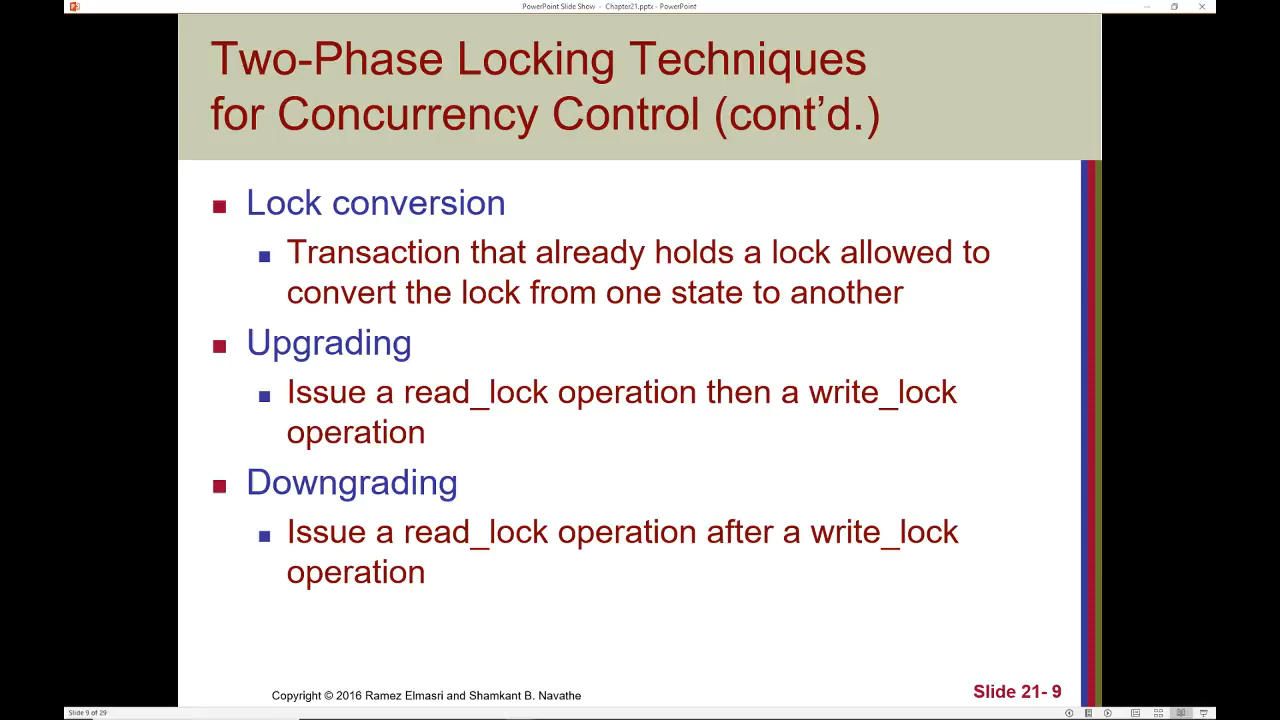 PowerPoint Slide Show - Chapter21.pptx - PowerPoint
Two-Phase Locking Techniques
for Concurrency Control (cont’d.)
Lock conversion
Transaction that already holds a lock allowed to
convert the lock from one state to another
Upgrading
Issue a read_lock operation then a write_lock
operation
Downgrading
Issue a read_lock operation after a write_lock
operation
Copyright © 2016 Ramez Elmasri and Shamkant B. Navathe
Slide 21- 9
Slide 9 of 29